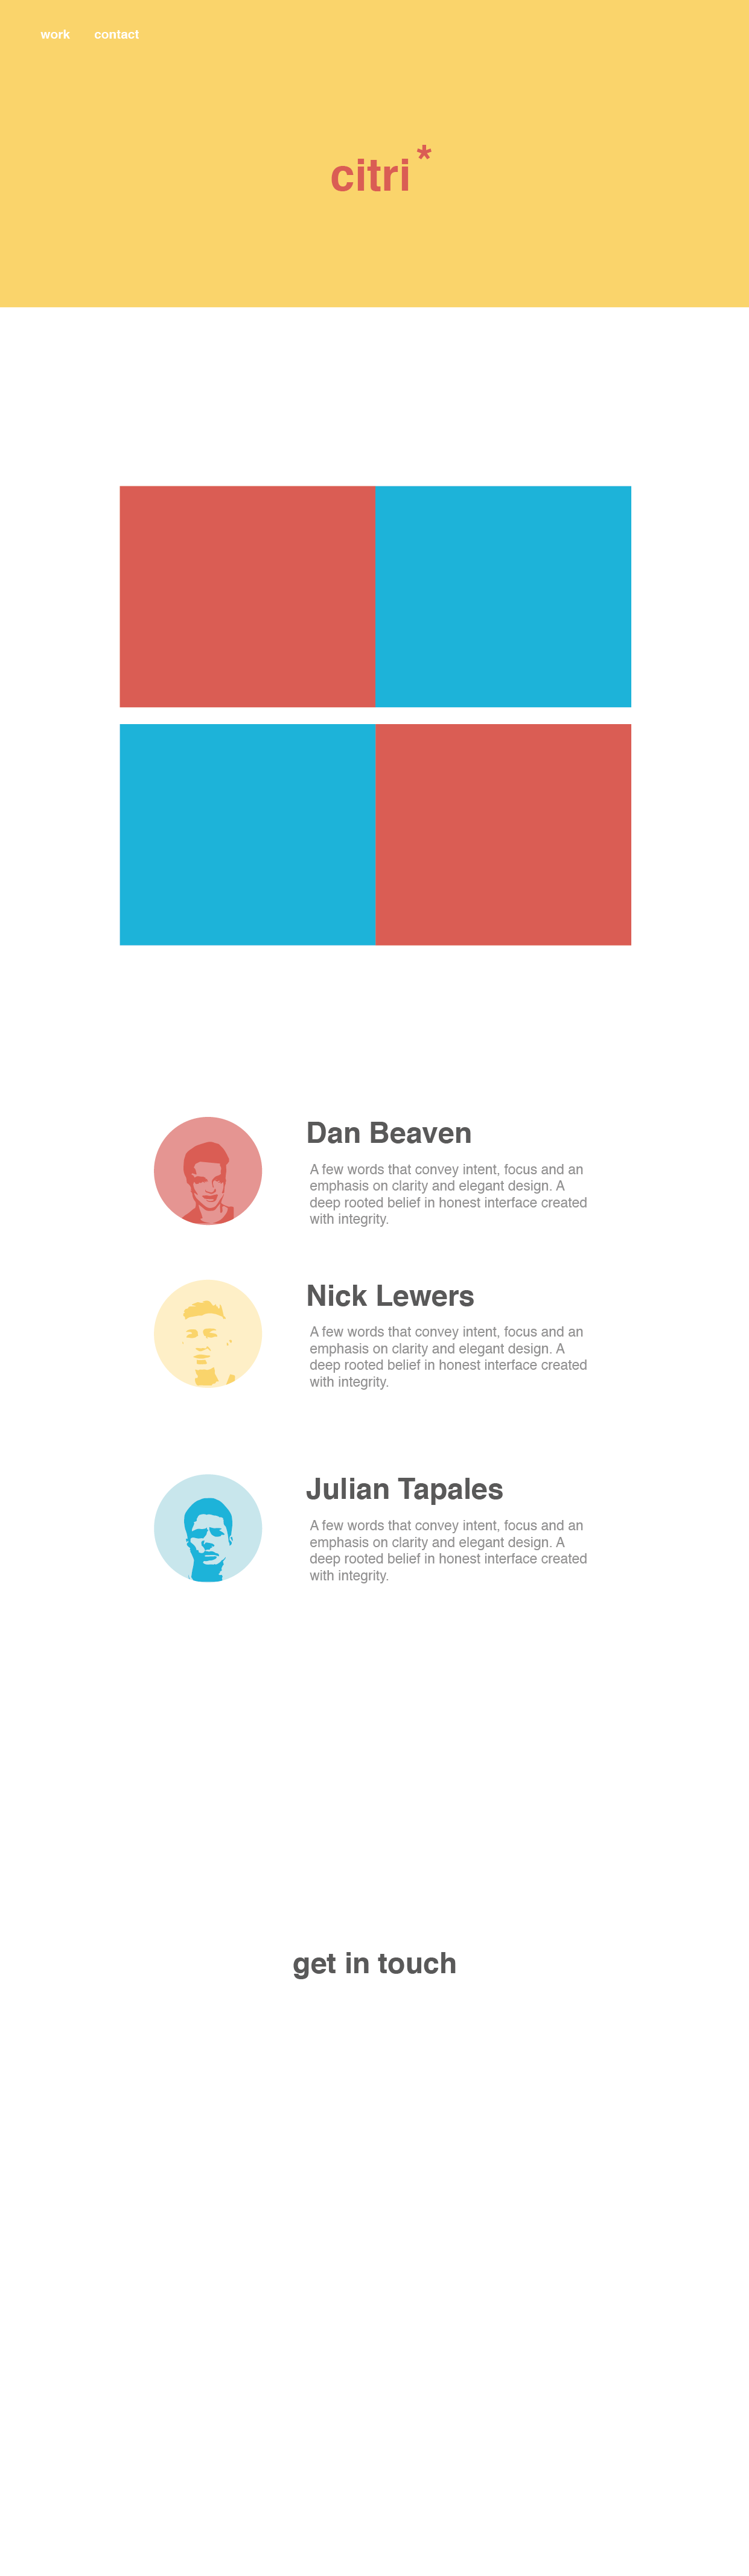 work contact
citri*
Dan Beaven
A few words that convey intent, focus and an
emphasis on clarity and elegant design. A
deep rooted belief in honest interface created
with integrity.
Nick Lewers
A few words that convey intent, focus and an
emphasis on clarity and elegant design. A
deep rooted belief in honest interface created
with integrity.
Julian Tapales
A few words that convey intent, focus and an
emphasis on clarity and elegant design. A
deep rooted belief in honest interface created
with integrity.
get in touch